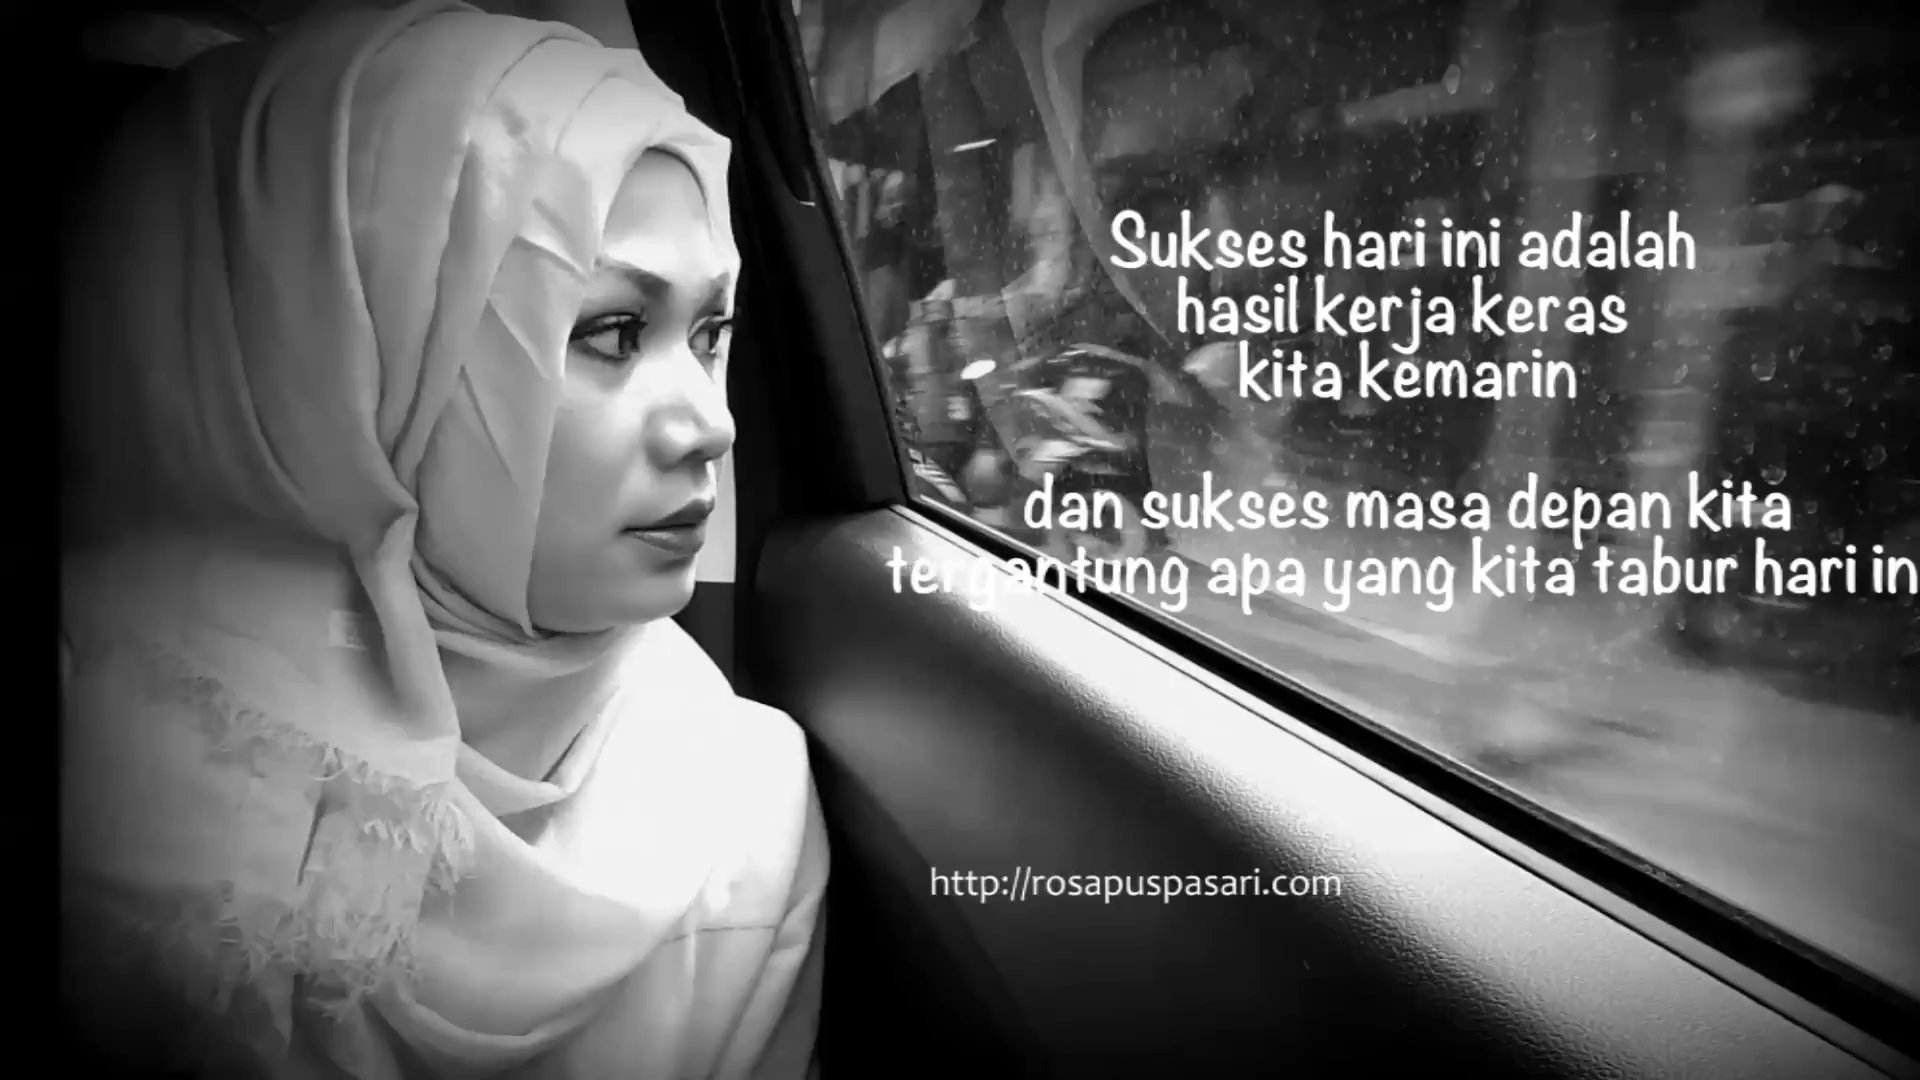 Sukses hari ini adalah
hasil kerja keras
kita kemarin
dan sukses masa depan kita
tergantung apa yang kita tabur hari in
http://rosapuspasari.com